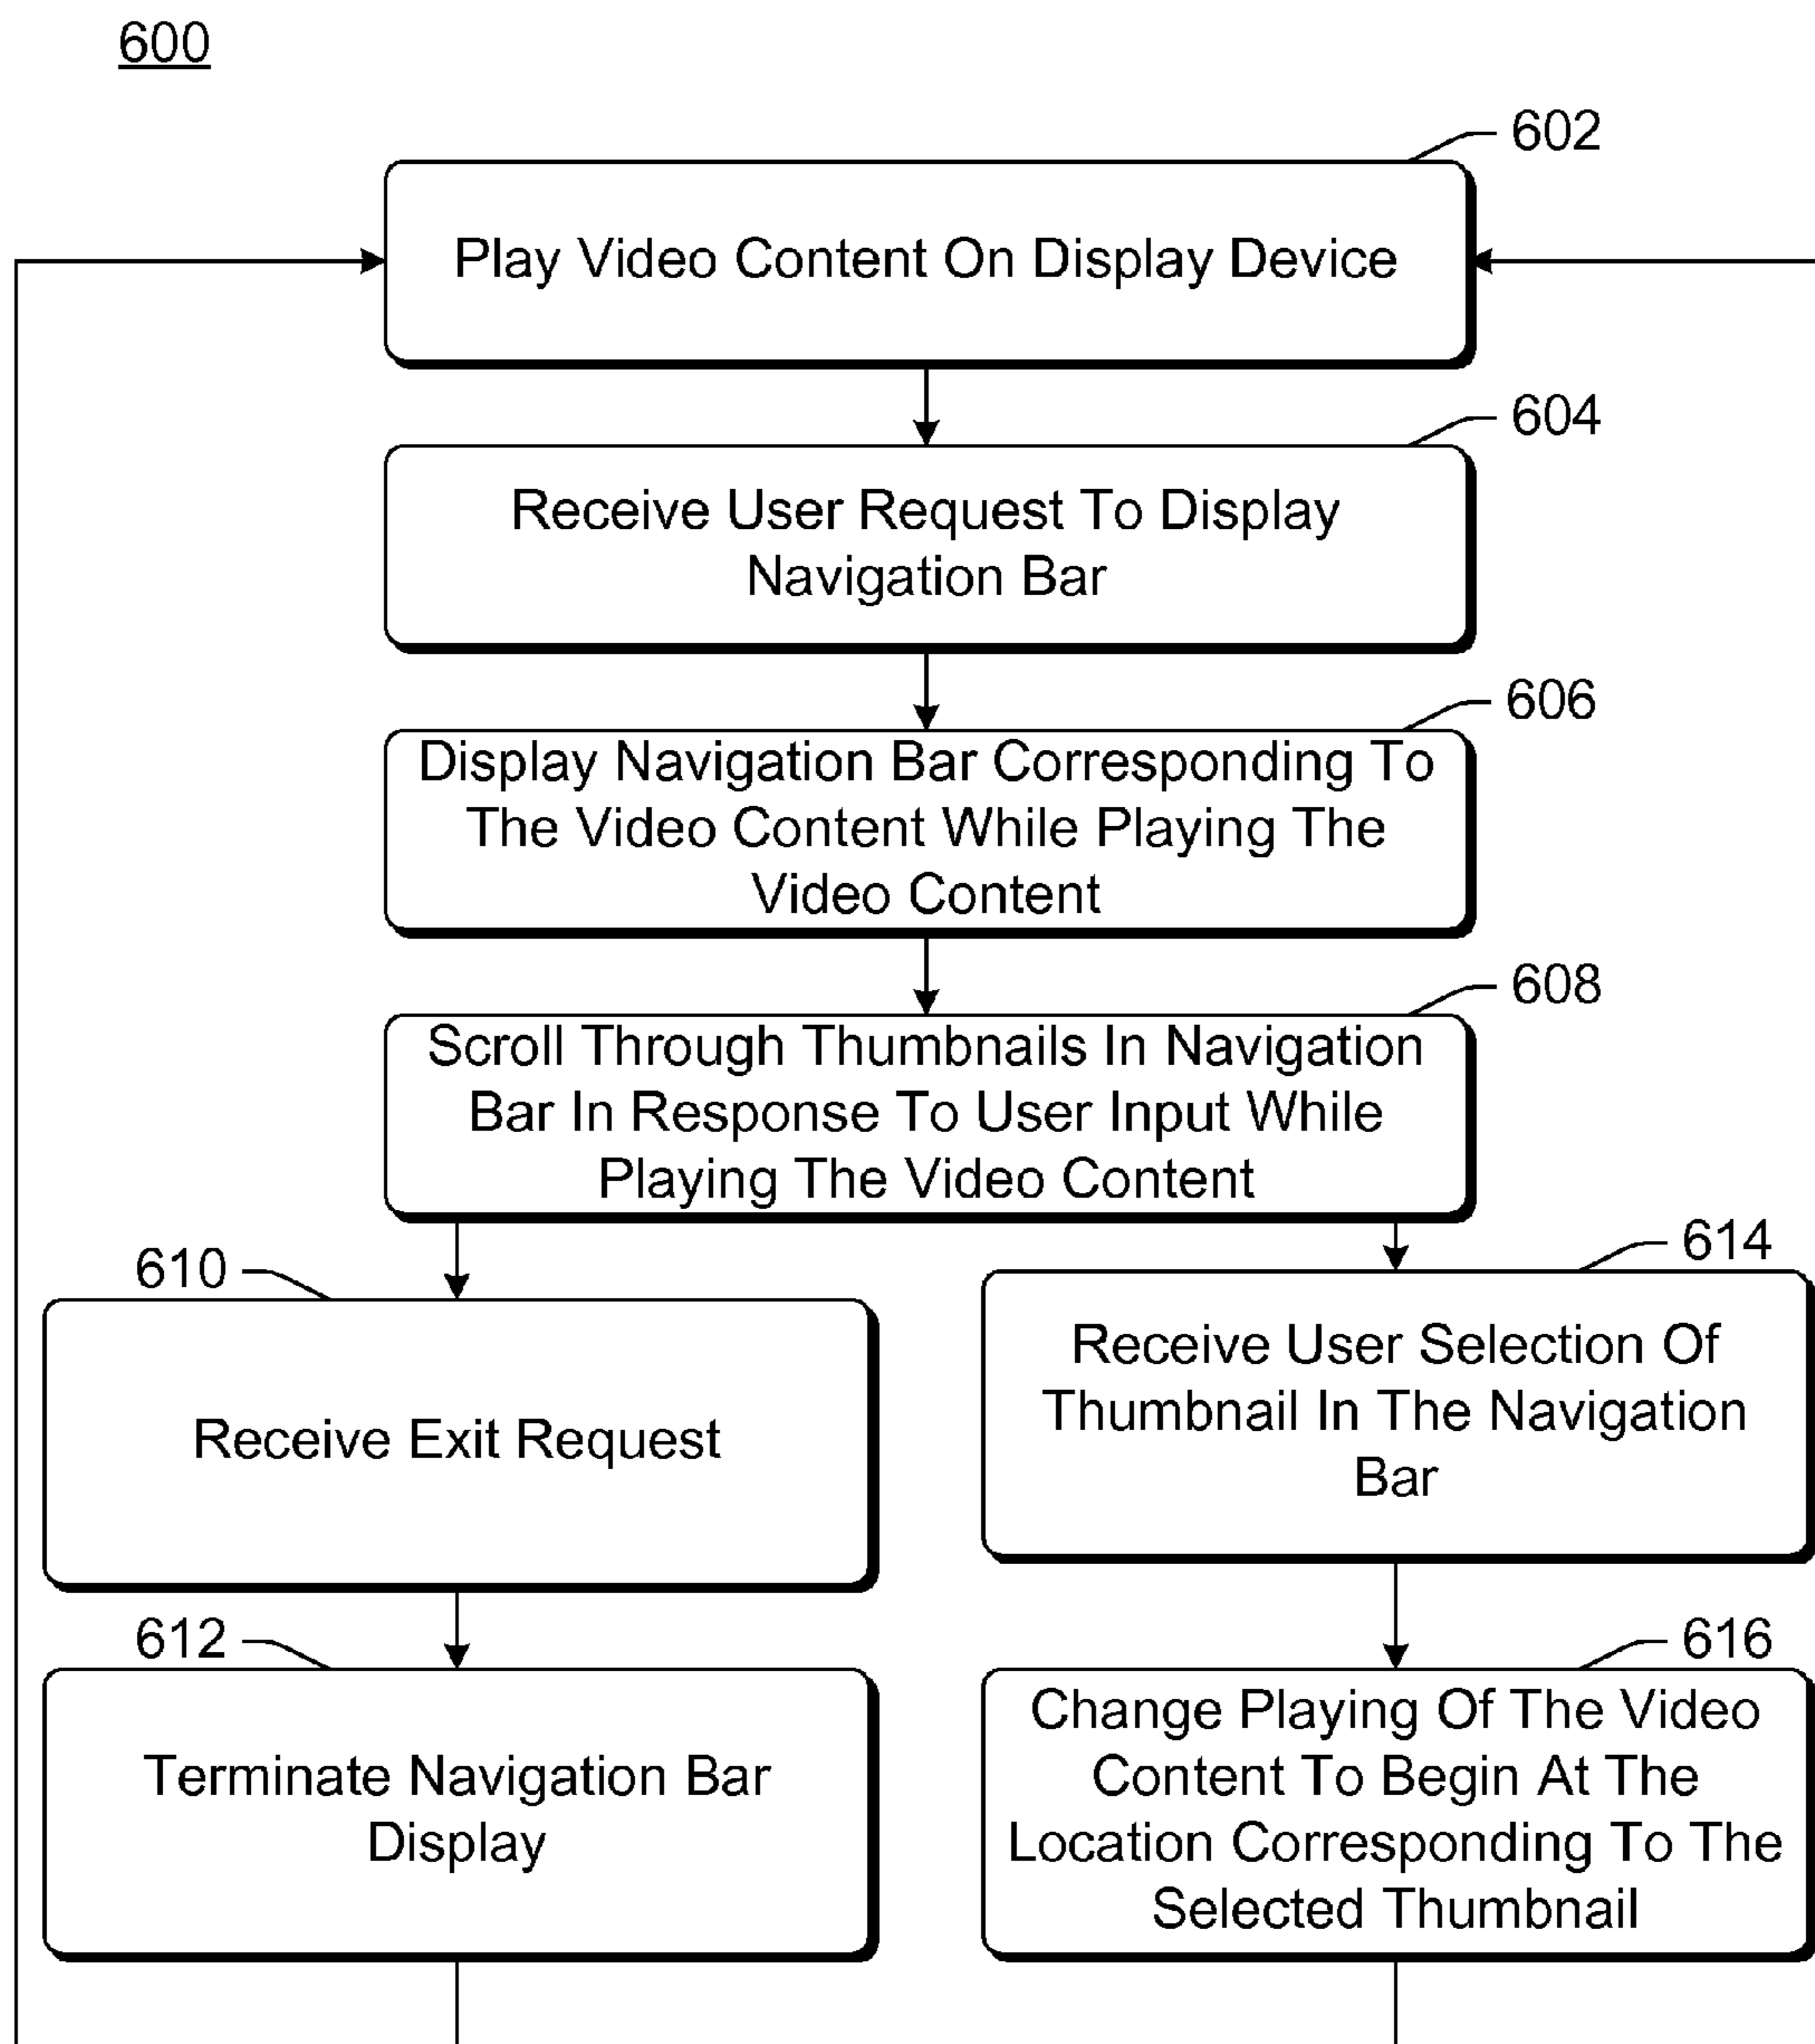 600
602
Play Video Content On Display Device
604
Receive User Request To Display
Navigation Bar
606
Display Navigation Bar Corresponding To
The Video Content While Playing The
Video Content
608
Scroll Through Thumbnails In Navigation
Bar In Response To User Input While
Playing The Video Content
610
Receive Exit Request
612
Terminate Navigation Bar
Display
614
Receive User Selection Of
Thumbnail In The Navigation
Bar
616
Change Playing Of The Video
Content To Begin At The
Location Corresponding To The
Selected Thumbnail